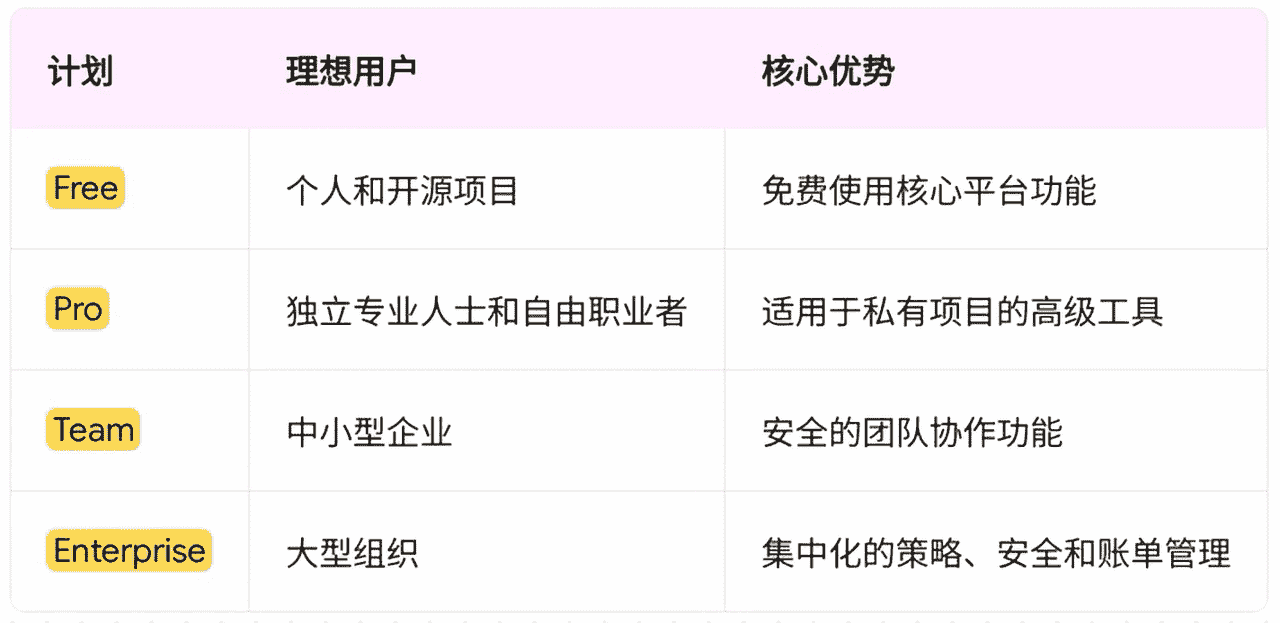 计划 理想用户 核心优势
Free 个人和开源项目 免费使用核心平台功能
Pro 独立专业人士和自由职业者 适用于私有项目的高级工具
Team 中小型企业 安全的团队协作功能
Enterprise 大型组织 集中化的策略、安全和账单管理